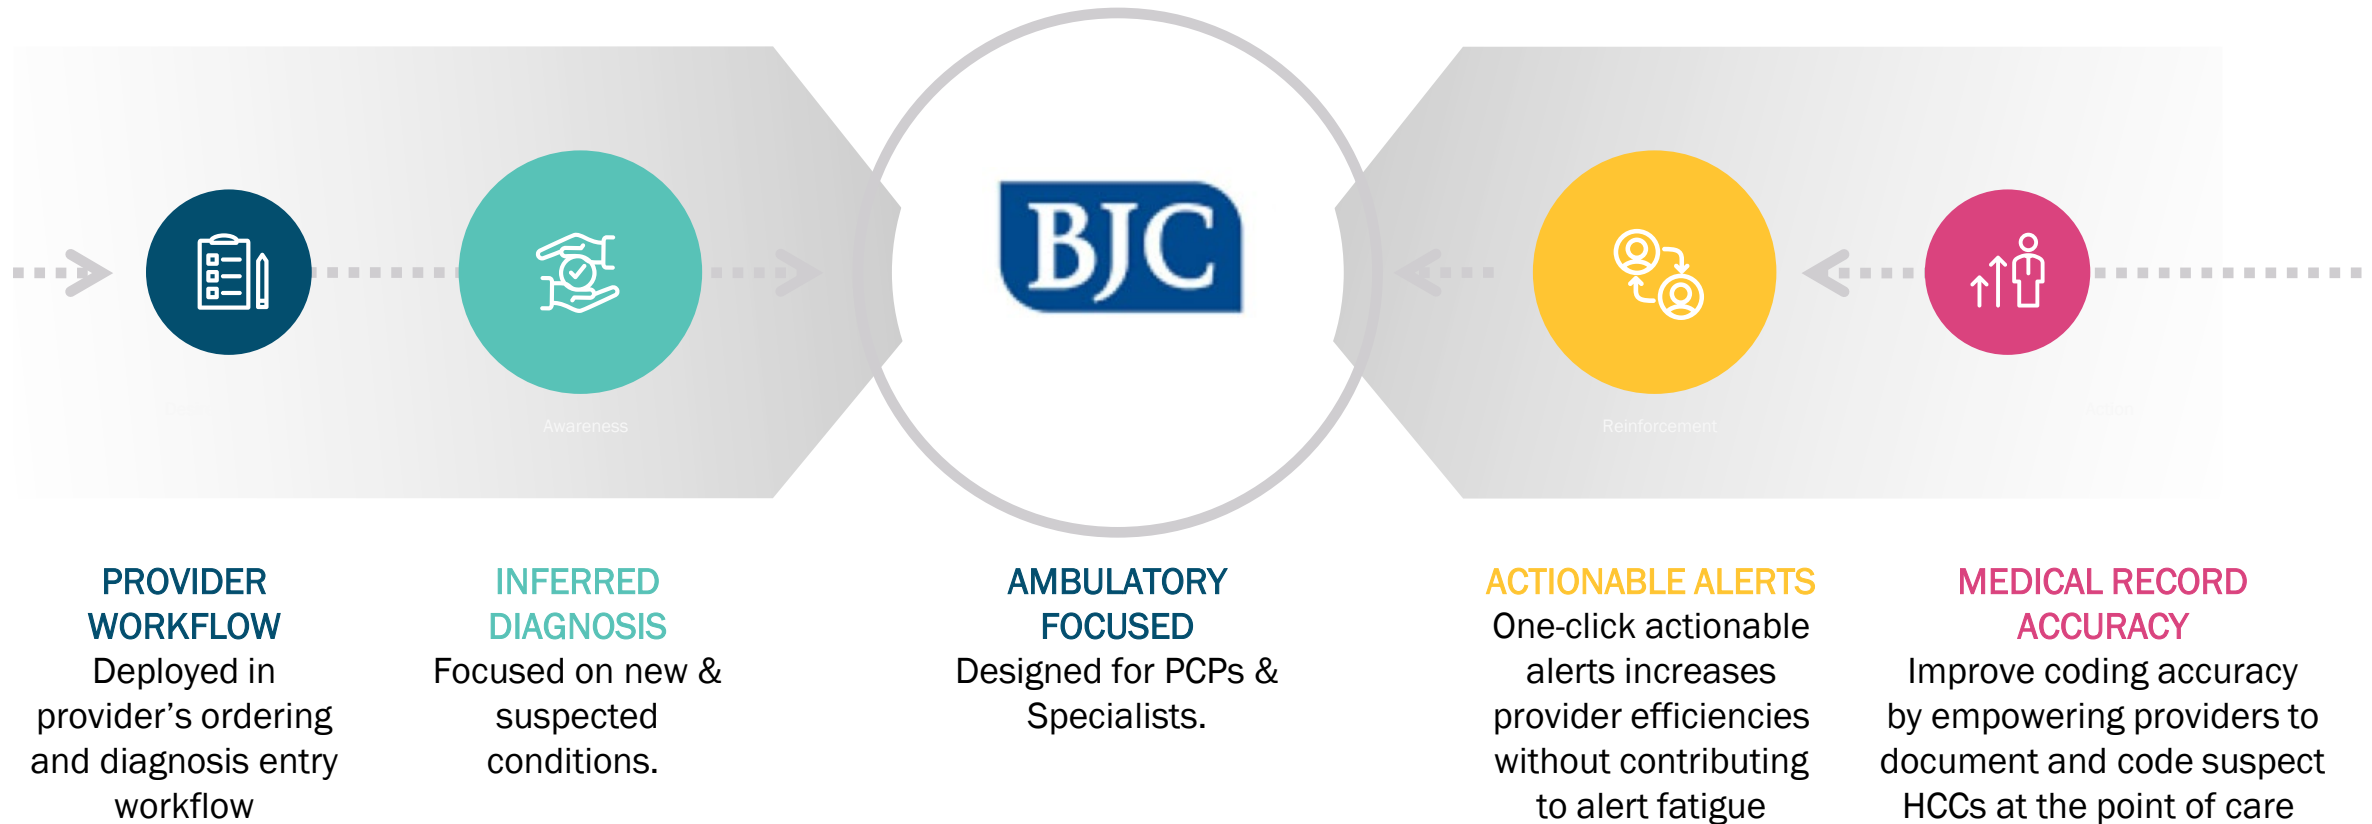 BJC
Awareness
Reinforcement
PROVIDER
WORKFLOW
Deployed in
provider’s ordering
and diagnosis entry
workflow
INFERRED
DIAGNOSIS
Focused on new &
suspected
conditions.
AMBULATORY
FOCUSED
Designed for PCPs &
Specialists.
ACTIONABLE ALERTS
One-click actionable
alerts increases
provider efficiencies
without contributing
to alert fatigue
MEDICAL RECORD
ACCURACY
Improve coding accuracy
by empowering providers to
document and code suspect
HCCs at the point of care